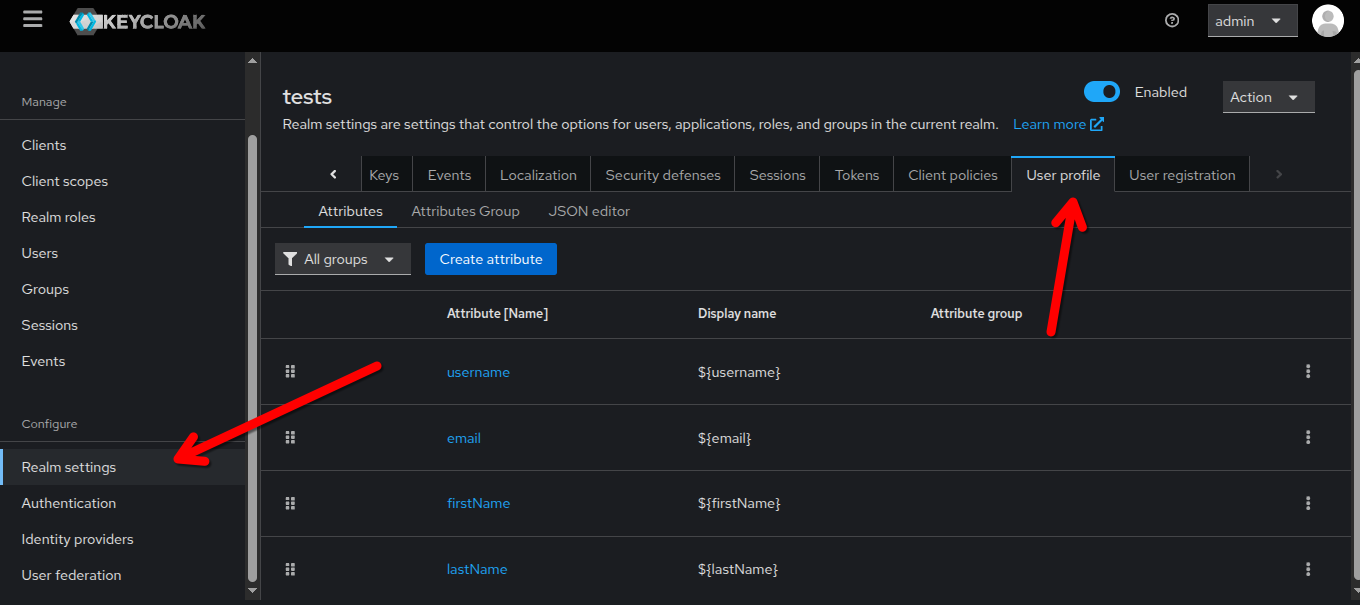 KEYCLOAK
admin
Manage
Clients
Client scopes
Realm roles
Users
Groups
Sessions
Events
Configure
Realm settings
Authentication
Identity providers
User federation
tests
Enabled
Action
Realm settings are settings that control the options for users, applications, roles, and groups in the current realm. Learn more
Keys Events Localization Security defenses Sessions Tokens Client policies User profile User registration
Attributes Attributes Group JSON editor
All groups Create attribute
Attribute [Name] Display name Attribute group
username ${username}
email ${email}
firstName ${firstName}
lastName ${lastName}